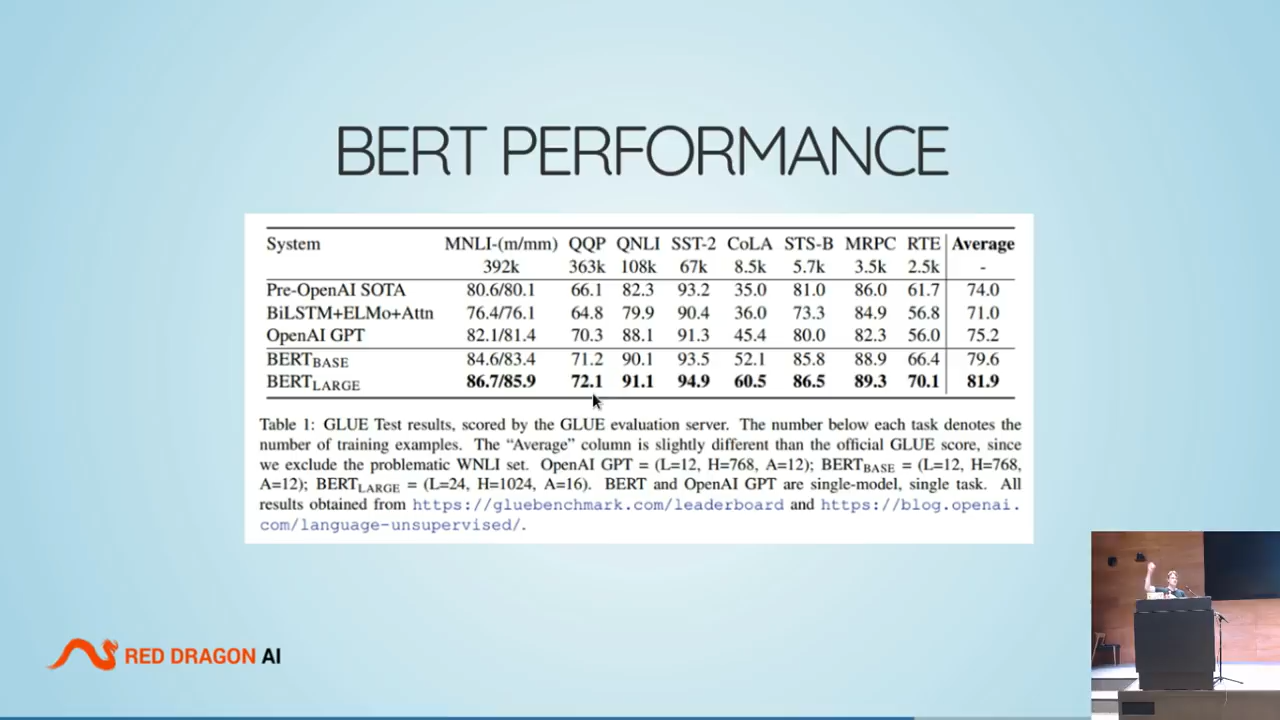 BERT PERFORMANCE
System MNLI-(m/mm) QQP QNLI SST-2 CoLA STS-B MRPC RTE Average
392k 363k 108k 67k 8.5k 5.7k 3.5k 2.5k -
Pre-OpenAI SOTA 80.6/80.1 66.1 82.3 93.2 35.0 81.0 86.0 61.7 74.0
BiLSTM+ELMo+Attn 76.4/76.1 64.8 79.9 90.4 36.0 73.3 84.9 56.8 71.0
OpenAI GPT 82.1/81.4 70.3 88.1 91.3 45.4 80.0 82.3 56.0 75.2
BERTBASE 84.6/83.4 71.2 90.1 93.5 52.1 85.8 88.9 66.4 79.6
BERTLARGE 86.7/85.9 72.1 91.1 94.9 60.5 86.5 89.3 70.1 81.9
Table 1: GLUE Test results, scored by the GLUE evaluation server. The number below each task denotes the
number of training examples. The “Average” column is slightly different than the official GLUE score, since
we exclude the problematic WNLI set. OpenAI GPT = (L=12, H=768, A=12); BERTBASE = (L=12, H=768,
A=12); BERTLARGE = (L=24, H=1024, A=16). BERT and OpenAI GPT are single-model, single task. All
results obtained from https://gluebenchmark.com/leaderboard and https://blog.openai.
com/language-unsupervised/.
RED DRAGON AI